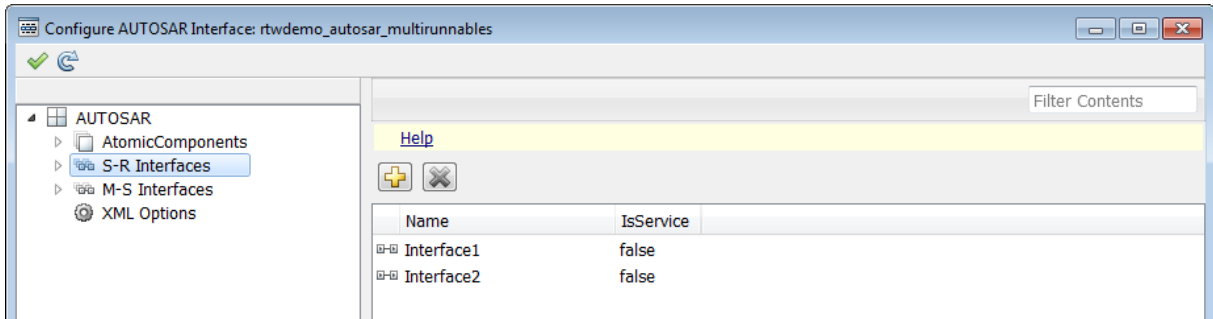 Configure AUTOSAR Interface: rtwdemo_autosar_multirunnables
Filter Contents
AUTOSAR
AtomicComponents
S-R Interfaces
M-S Interfaces
XML Options
Help
Name IsService
Interface1 false
Interface2 false